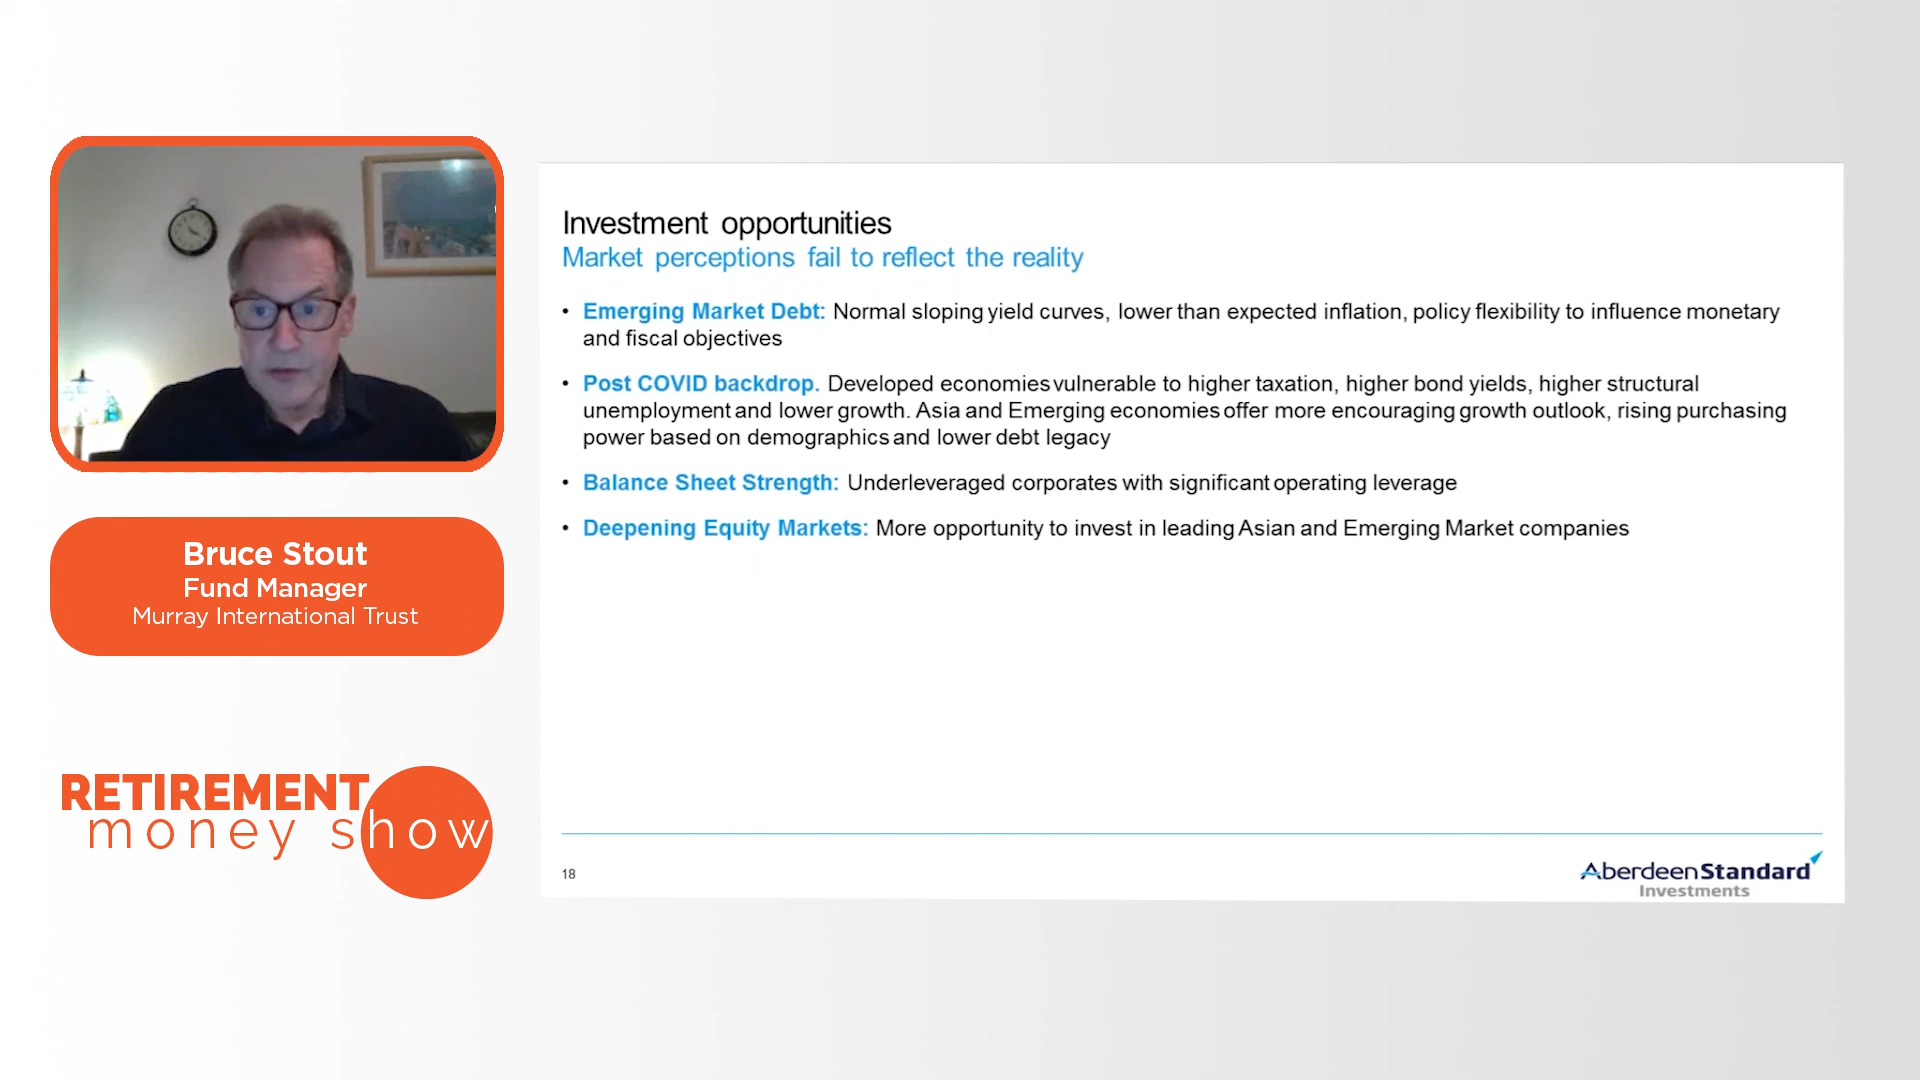 Bruce Stout
Fund Manager
Murray International Trust
RETIREMENT
money show
Investment opportunities
Market perceptions fail to reflect the reality
• Emerging Market Debt: Normal sloping yield curves, lower than expected inflation, policy flexibility to influence monetary
and fiscal objectives
• Post COVID backdrop. Developed economies vulnerable to higher taxation, higher bond yields, higher structural
unemployment and lower growth. Asia and Emerging economies offer more encouraging growth outlook, rising purchasing
power based on demographics and lower debt legacy
• Balance Sheet Strength: Underleveraged corporates with significant operating leverage
• Deepening Equity Markets: More opportunity to invest in leading Asian and Emerging Market companies
18
Aberdeen Standard
Investments